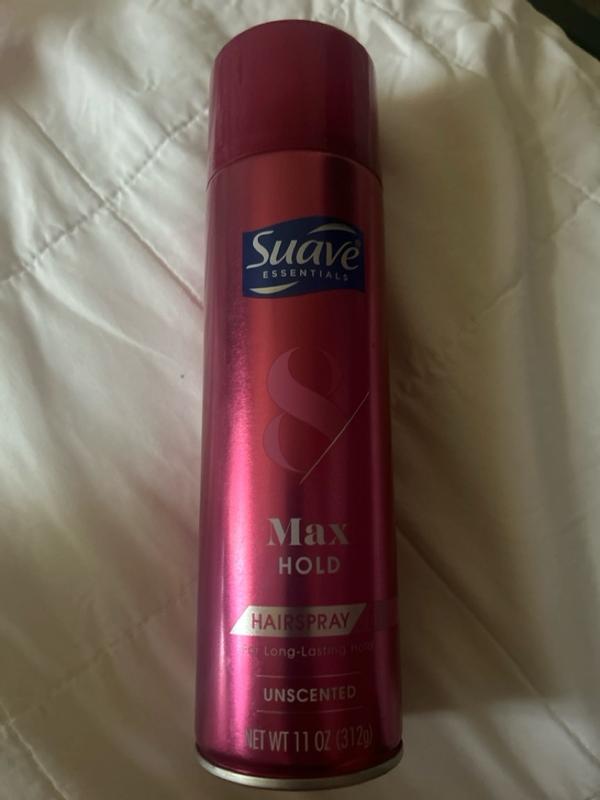 Suave®
ESSENTIALS
8
Max
HOLD
HAIRSPRAY
For Long-Lasting Hold
UNSCENTED
NET WT 11 OZ (312g)